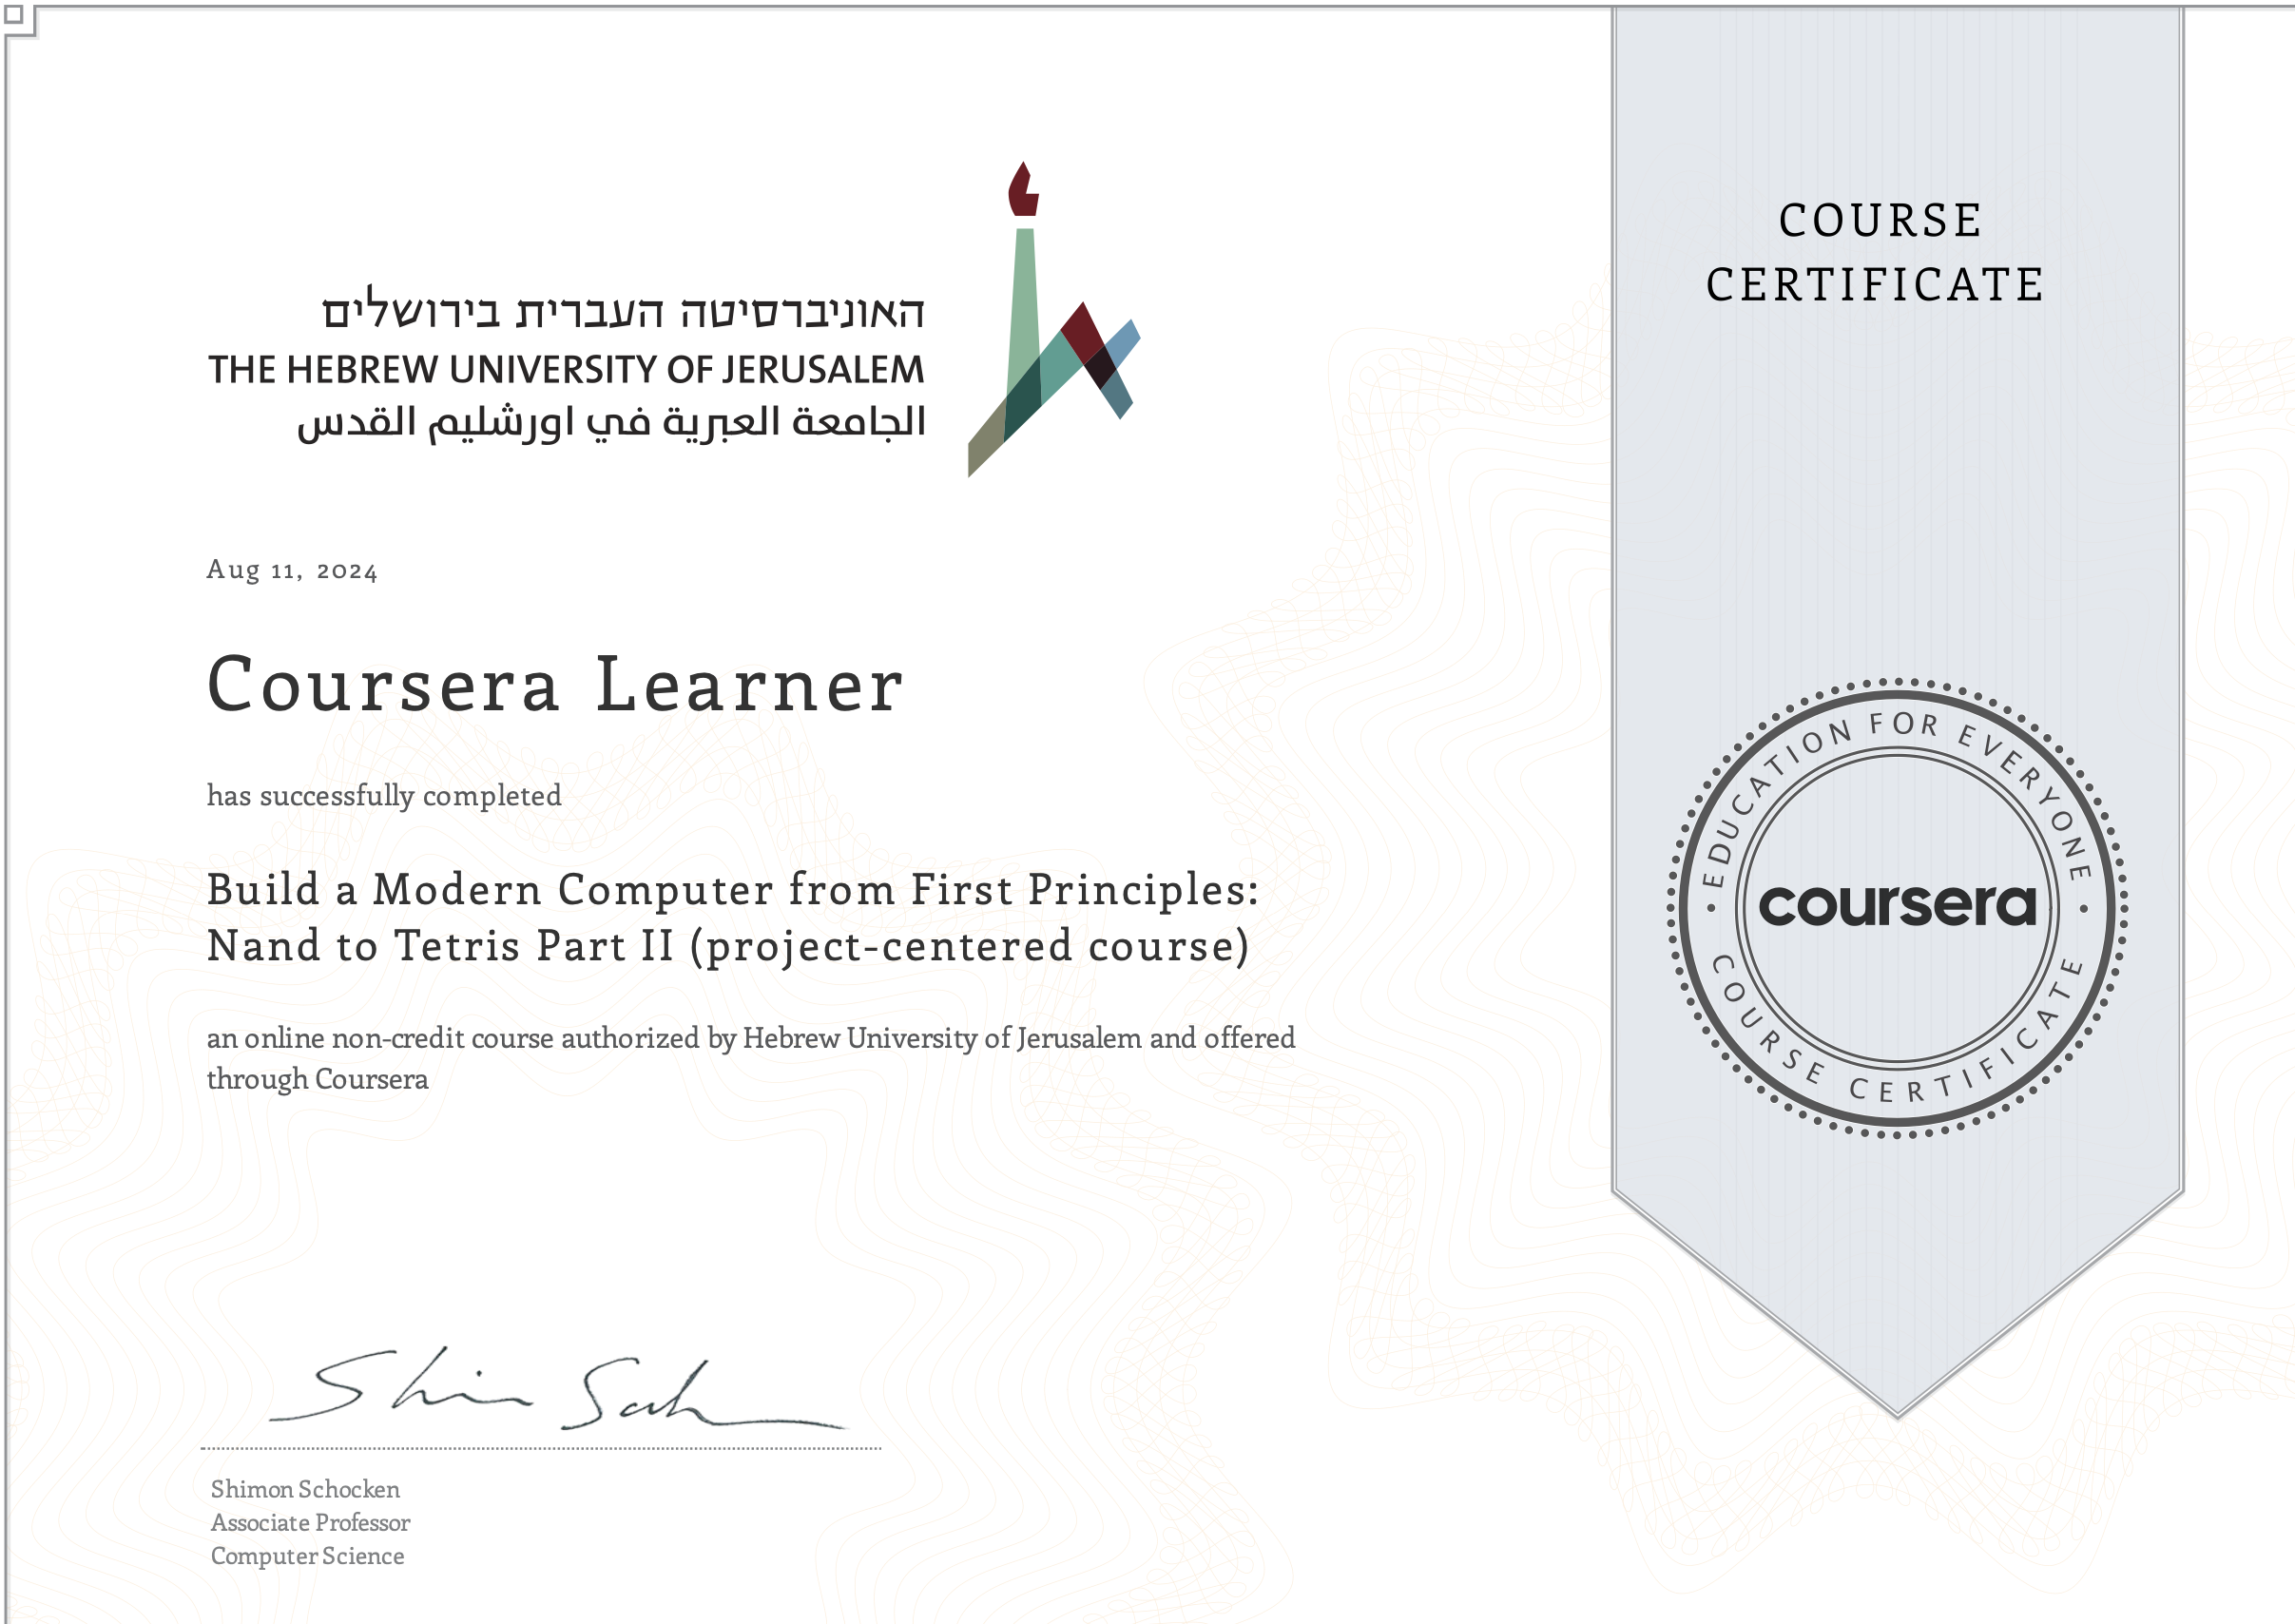 האוניברסיטה העברית בירושלים
THE HEBREW UNIVERSITY OF JERUSALEM
الجامعة العبرية في اورشليم القدس
COURSE
CERTIFICATE
Aug 11, 2024
Coursera Learner
has successfully completed
Build a Modern Computer from First Principles:
Nand to Tetris Part II (project-centered course)
an online non-credit course authorized by Hebrew University of Jerusalem and offered
through Coursera
EDUCATION FOR EVERYONE
coursera
COURSE CERTIFICATE
Shimon Schocken
Associate Professor
Computer Science